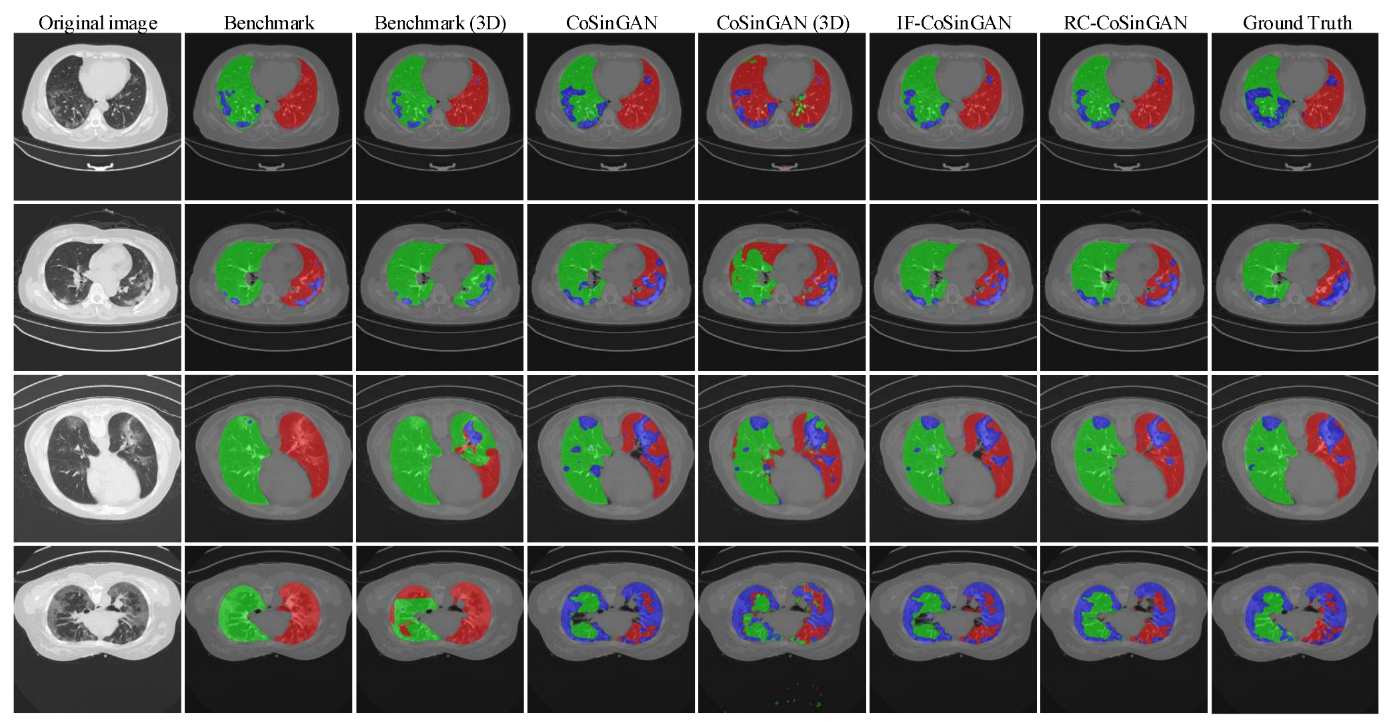 Original image Benchmark Benchmark (3D) CoSinGAN CoSinGAN (3D) IF-CoSinGAN RC-CoSinGAN Ground Truth